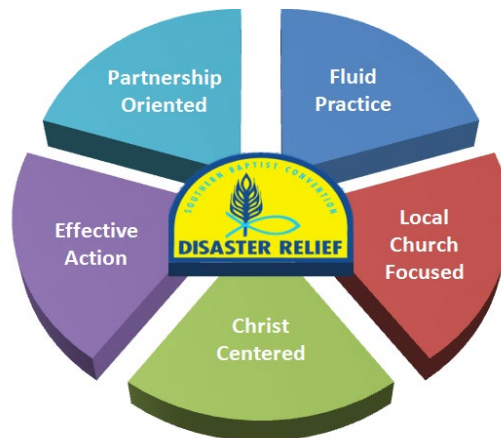 Partnership
Oriented
Fluid
Practice
SOUTHERN BAPTIST CONVENTION
DISASTER RELIEF
Effective
Action
Local
Church
Focused
Christ
Centered